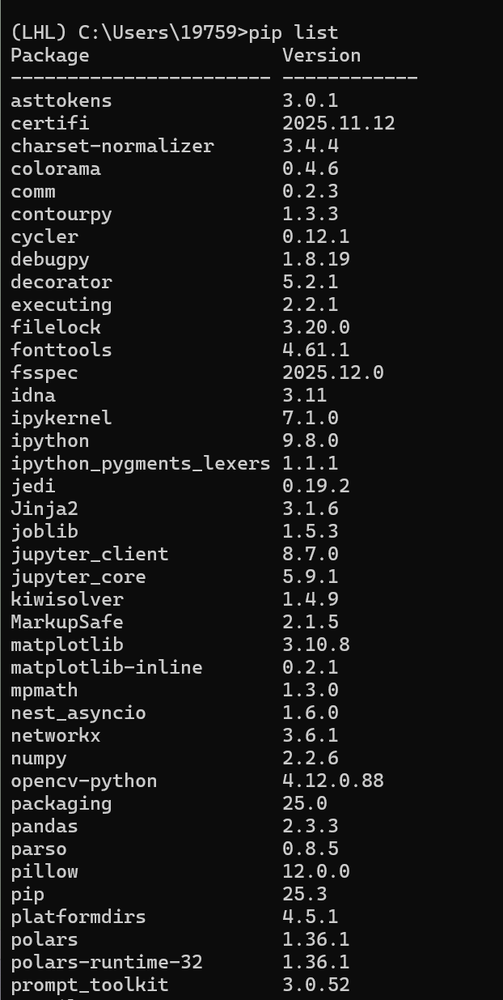 (LHL) C:\Users\19759>pip list
Package                 Version
----------------------- ------------
asttokens               3.0.1
certifi                 2025.11.12
charset-normalizer      3.4.4
colorama                0.4.6
comm                    0.2.3
contourpy               1.3.3
cycler                  0.12.1
debugpy                 1.8.19
decorator               5.2.1
executing               2.2.1
filelock                3.20.0
fonttools               4.61.1
fsspec                  2025.12.0
idna                    3.11
ipykernel               7.1.0
ipython                 9.8.0
ipython_pygments_lexers 1.1.1
jedi                    0.19.2
Jinja2                  3.1.6
joblib                  1.5.3
jupyter_client          8.7.0
jupyter_core            5.9.1
kiwisolver              1.4.9
MarkupSafe              2.1.5
matplotlib              3.10.8
matplotlib-inline       0.2.1
mpmath                  1.3.0
nest_asyncio            1.6.0
networkx                3.6.1
numpy                   2.2.6
opencv-python           4.12.0.88
packaging               25.0
pandas                  2.3.3
parso                   0.8.5
pillow                  12.0.0
pip                     25.3
platformdirs            4.5.1
polars                  1.36.1
polars-runtime-32       1.36.1
prompt_toolkit          3.0.52